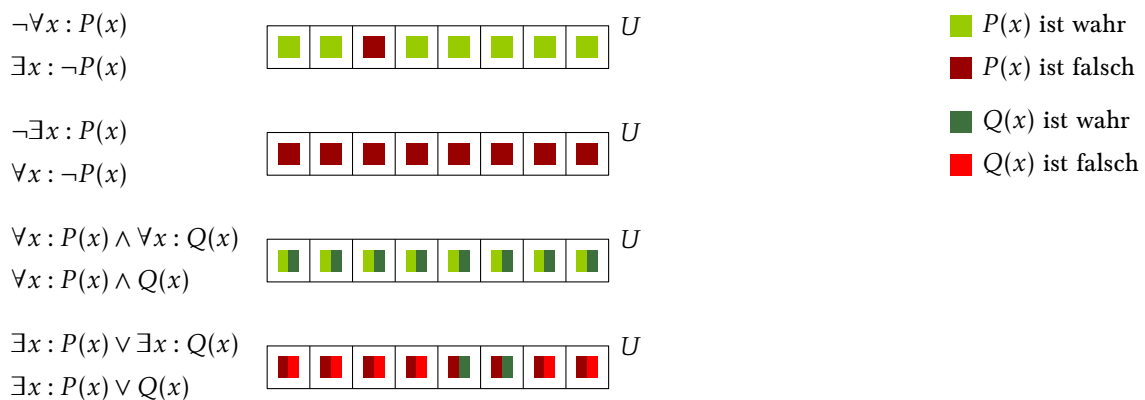 ¬∀x : P(x)
∃x : ¬P(x)
U
¬∃x : P(x)
∀x : ¬P(x)
U
∀x : P(x) ∧ ∀x : Q(x)
∀x : P(x) ∧ Q(x)
U
∃x : P(x) ∨ ∃x : Q(x)
∃x : P(x) ∨ Q(x)
U
P(x) ist wahr
P(x) ist falsch
Q(x) ist wahr
Q(x) ist falsch